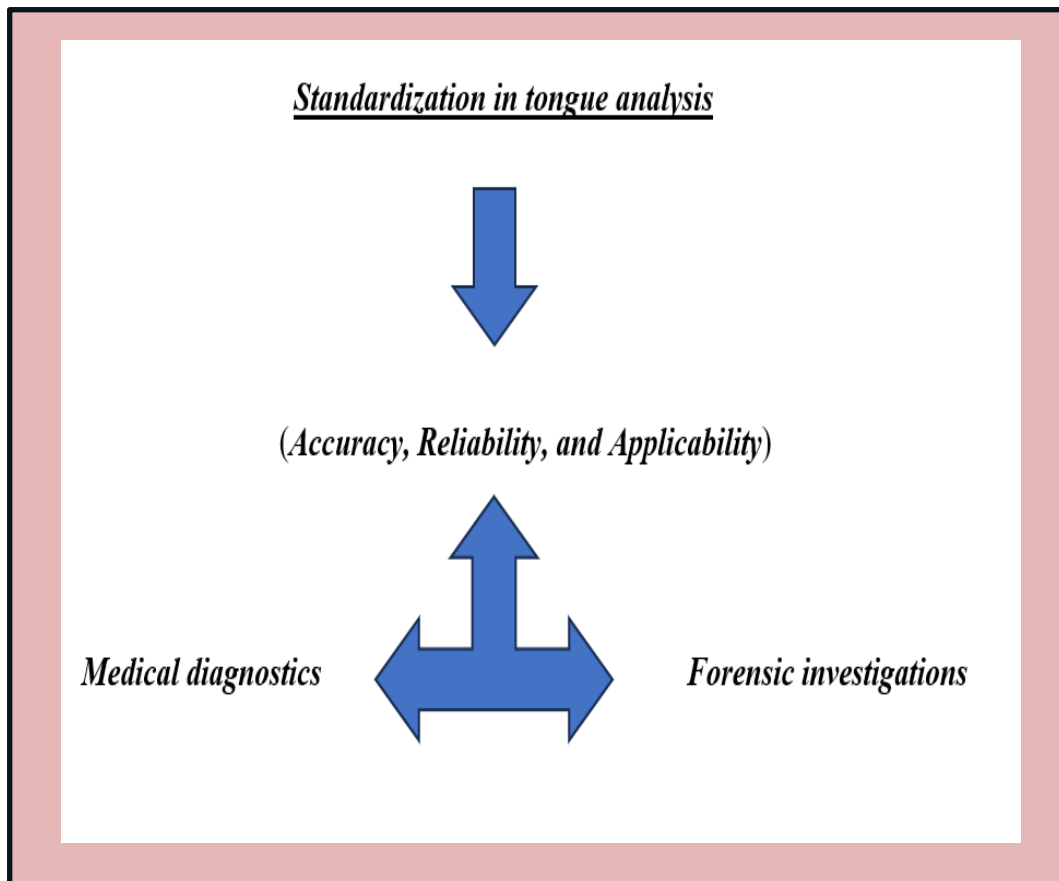 Standardization in tongue analysis
(Accuracy, Reliability, and Applicability)
Medical diagnostics
Forensic investigations